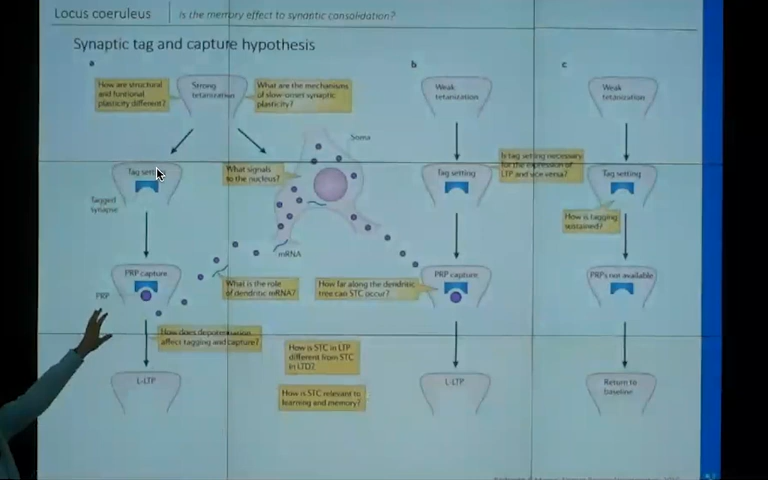 Locus coeruleus
Is the memory effect to synaptic consolidation?
Synaptic tag and capture hypothesis
a
How are structural
and funtional
plasticity different?
Strong
tetanization
What are the mechanisms
of slow-onset synaptic
plasticity?
Tag setting
Tagged
synapse
What signals
to the nucleus?
Soma
mRNA
PRP capture
PRP
What is the role
of dendritic mRNA?
How far along the dendritic
tree can STC occur?
How does depotentiation
affect tagging and capture?
How is STC in LTP
different from STC
in LTD?
How is STC relevant to
learning and memory?
L-LTP
b
Weak
tetanization
Tag setting
Is tag setting necessary
for the expression of
LTP and vice versa?
PRP capture
L-LTP
c
Weak
tetanization
Tag setting
How is tagging
sustained?
PRPs not available
Return to
baseline